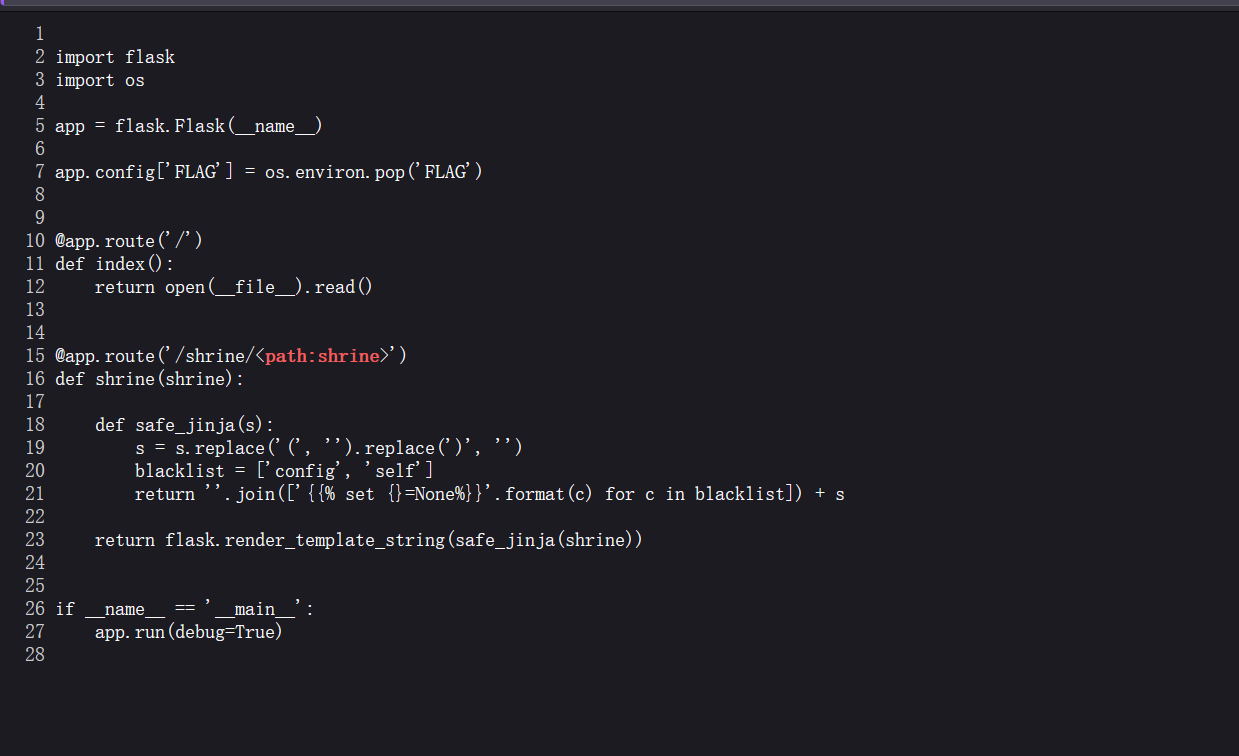 1
2 import flask
3 import os
4
5 app = flask.Flask(__name__)
6
7 app.config['FLAG'] = os.environ.pop('FLAG')
8
9
10 @app.route('/')
11 def index():
12     return open(__file__).read()
13
14
15 @app.route('/shrine/<path:shrine>')
16 def shrine(shrine):
17
18     def safe_jinja(s):
19         s = s.replace('(', '').replace(')', '')
20         blacklist = ['config', 'self']
21         return ''.join(['{{% set {}=None%}}'.format(c) for c in blacklist]) + s
22
23     return flask.render_template_string(safe_jinja(shrine))
24
25
26 if __name__ == '__main__':
27     app.run(debug=True)
28